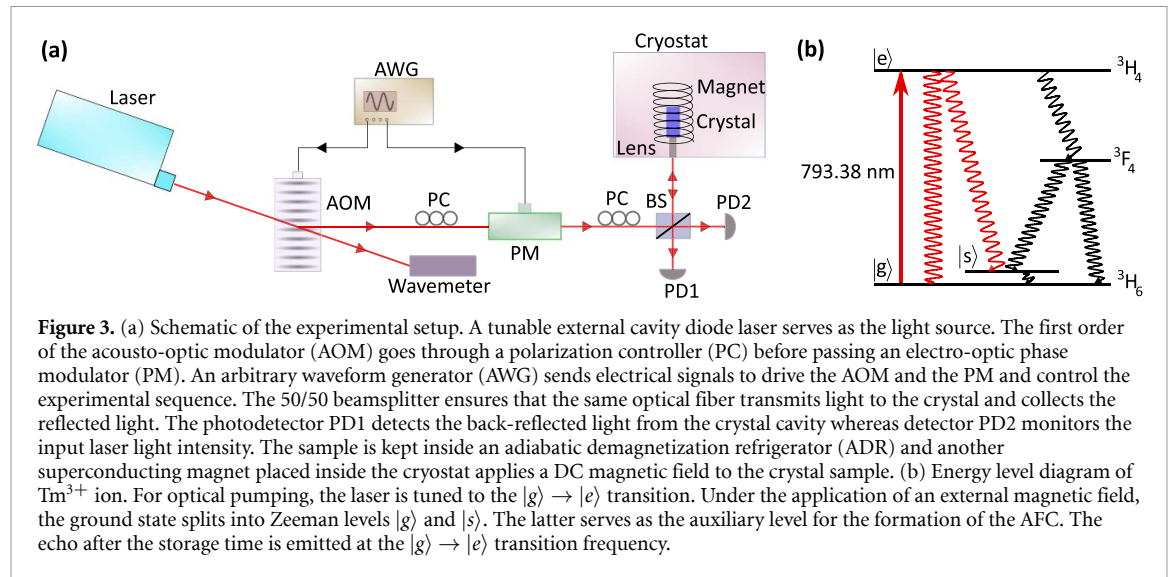 (a)
Laser
AWG
AOM
Wavemeter
PC
PM
PC
BS
PD2
PD1
Cryostat
Magnet
Crystal
Lens
(b)
|e⟩
³H₄
³F₄
793.38 nm
|s⟩
|g⟩
³H₆
Figure 3. (a) Schematic of the experimental setup. A tunable external cavity diode laser serves as the light source. The first order
of the acousto-optic modulator (AOM) goes through a polarization controller (PC) before passing an electro-optic phase
modulator (PM). An arbitrary waveform generator (AWG) sends electrical signals to drive the AOM and the PM and control the
experimental sequence. The 50/50 beamsplitter ensures that the same optical fiber transmits light to the crystal and collects the
reflected light. The photodetector PD1 detects the back-reflected light from the crystal cavity whereas detector PD2 monitors the
input laser light intensity. The sample is kept inside an adiabatic demagnetization refrigerator (ADR) and another
superconducting magnet placed inside the cryostat applies a DC magnetic field to the crystal sample. (b) Energy level diagram of
Tm³⁺ ion. For optical pumping, the laser is tuned to the |g⟩ → |e⟩ transition. Under the application of an external magnetic field,
the ground state splits into Zeeman levels |g⟩ and |s⟩. The latter serves as the auxiliary level for the formation of the AFC. The
echo after the storage time is emitted at the |g⟩ → |e⟩ transition frequency.